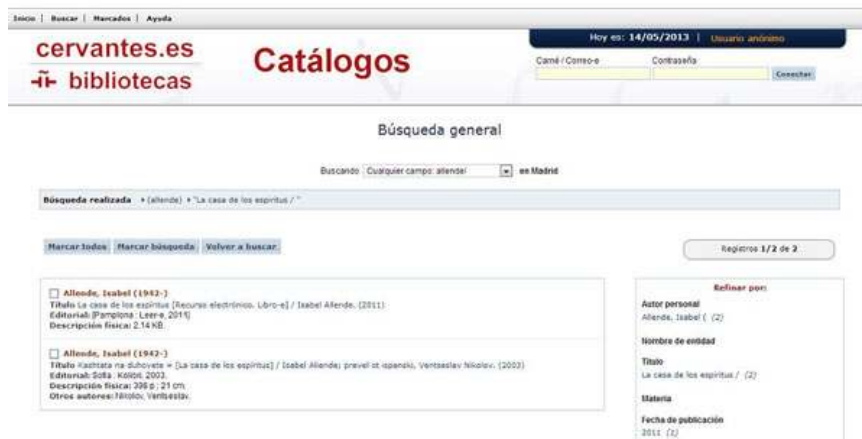 Inicio | Buscar | Marcados | Ayuda
Hoy es: 14/05/2013 | Usuario anónimo
cervantes.es
bibliotecas
Catálogos
Carné / Correo-e Contraseña
Conectar
Búsqueda general
Buscando Cualquier campo: allende/ en Madrid
Búsqueda realizada (allende) "La casa de los espiritus / "
Marcar todos Marcar búsqueda Volver a buscar
Registros 1/2 de 2
Allende, Isabel (1942-)
Título La casa de los espíritus [Recurso electrónico. Libro-e] / Isabel Allende. (2011)
Editorial: [Pamplona : Leer-e, 2011]
Descripción física: 2,14 KB.
Allende, Isabel (1942-)
Título Kashtata na duhovete = [La casa de los espíritus] / Isabel Allende; prevel ot ispanski, Ventseslav Nikolov. (2003)
Editorial: Sofía : Kolibri, 2003.
Descripción física: 398 p ; 21 cm.
Otros autores: Nikolov, Ventseslav.
Refinar por:
Autor personal
Allende, Isabel ( (2)
Nombre de entidad
Título
La casa de los espíritus / (2)
Materia
Fecha de publicación
2011 (1)